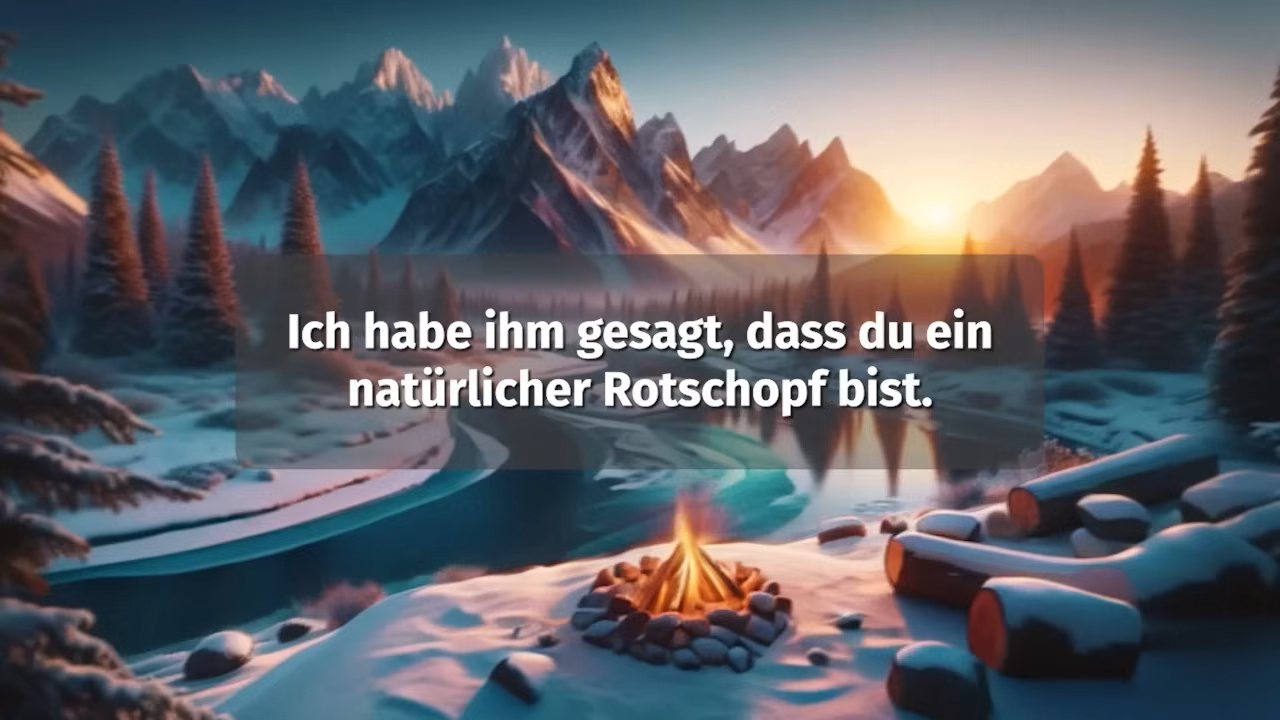 Ich habe ihm gesagt, dass du ein
natürlicher Rotschopf bist.